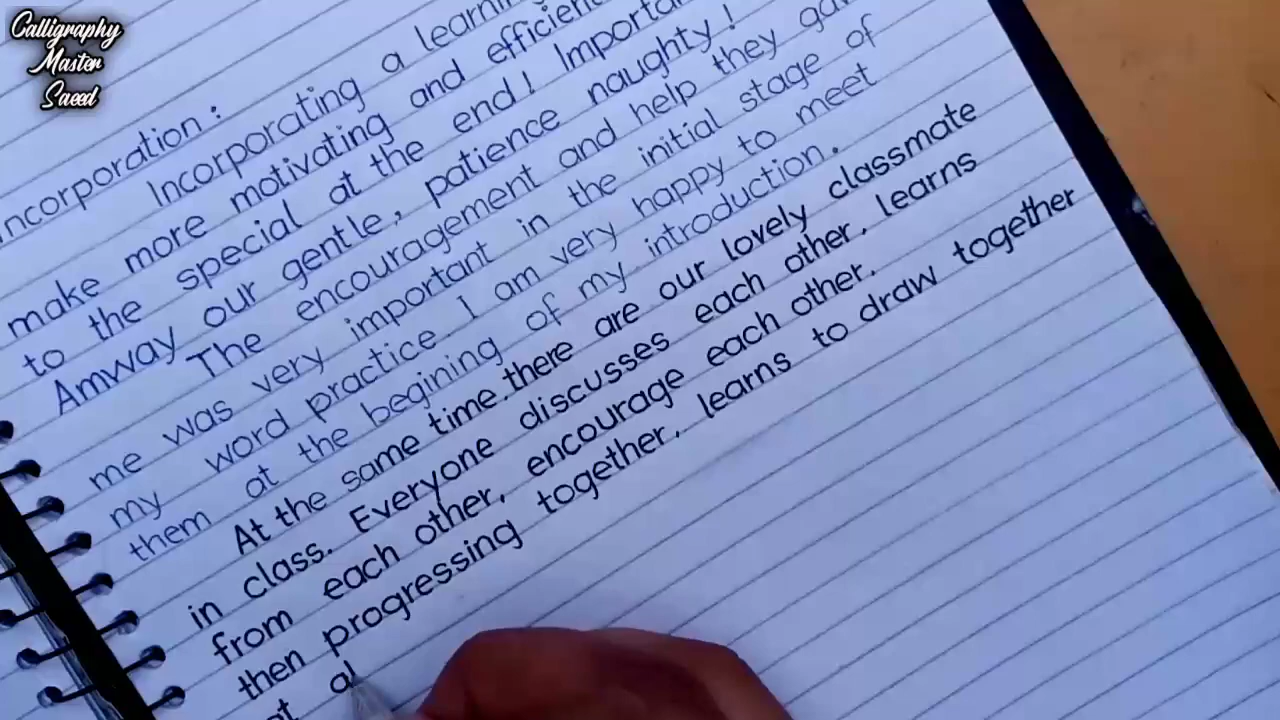 Calligraphy
Master
Saeed
Incorporation :
Incorporating a
make more motivating and
to the special at the end!
Amway our gentle, patience naughty !
The encouragement and help they
me was very important in the initial stage of
my word practice. I am very happy to meet
them at the begining of my introduction.
At the same time. there are our lovely classmate
in class. Everyone discusses each other, learns
from each other, encourage each other.
then progressing together, learns to draw together